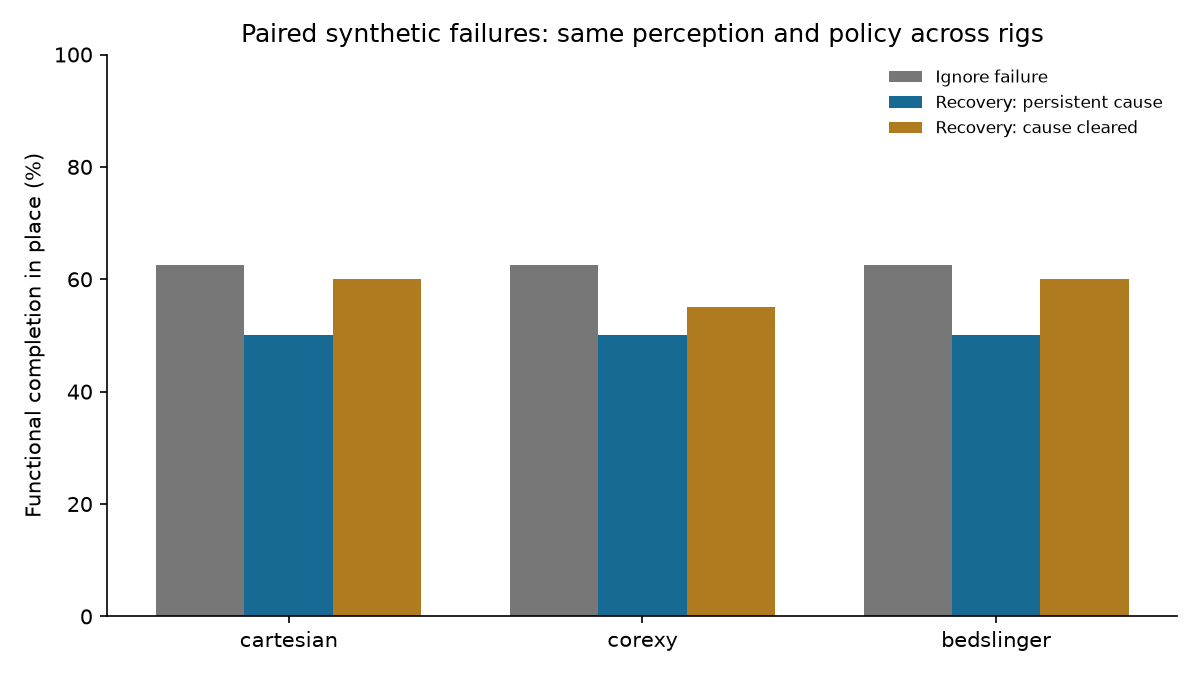 Paired synthetic failures: same perception and policy across rigs
Ignore failure
Recovery: persistent cause
Recovery: cause cleared
Functional completion in place (%)
100
80
60
40
20
0
cartesian
corexy
bedslinger